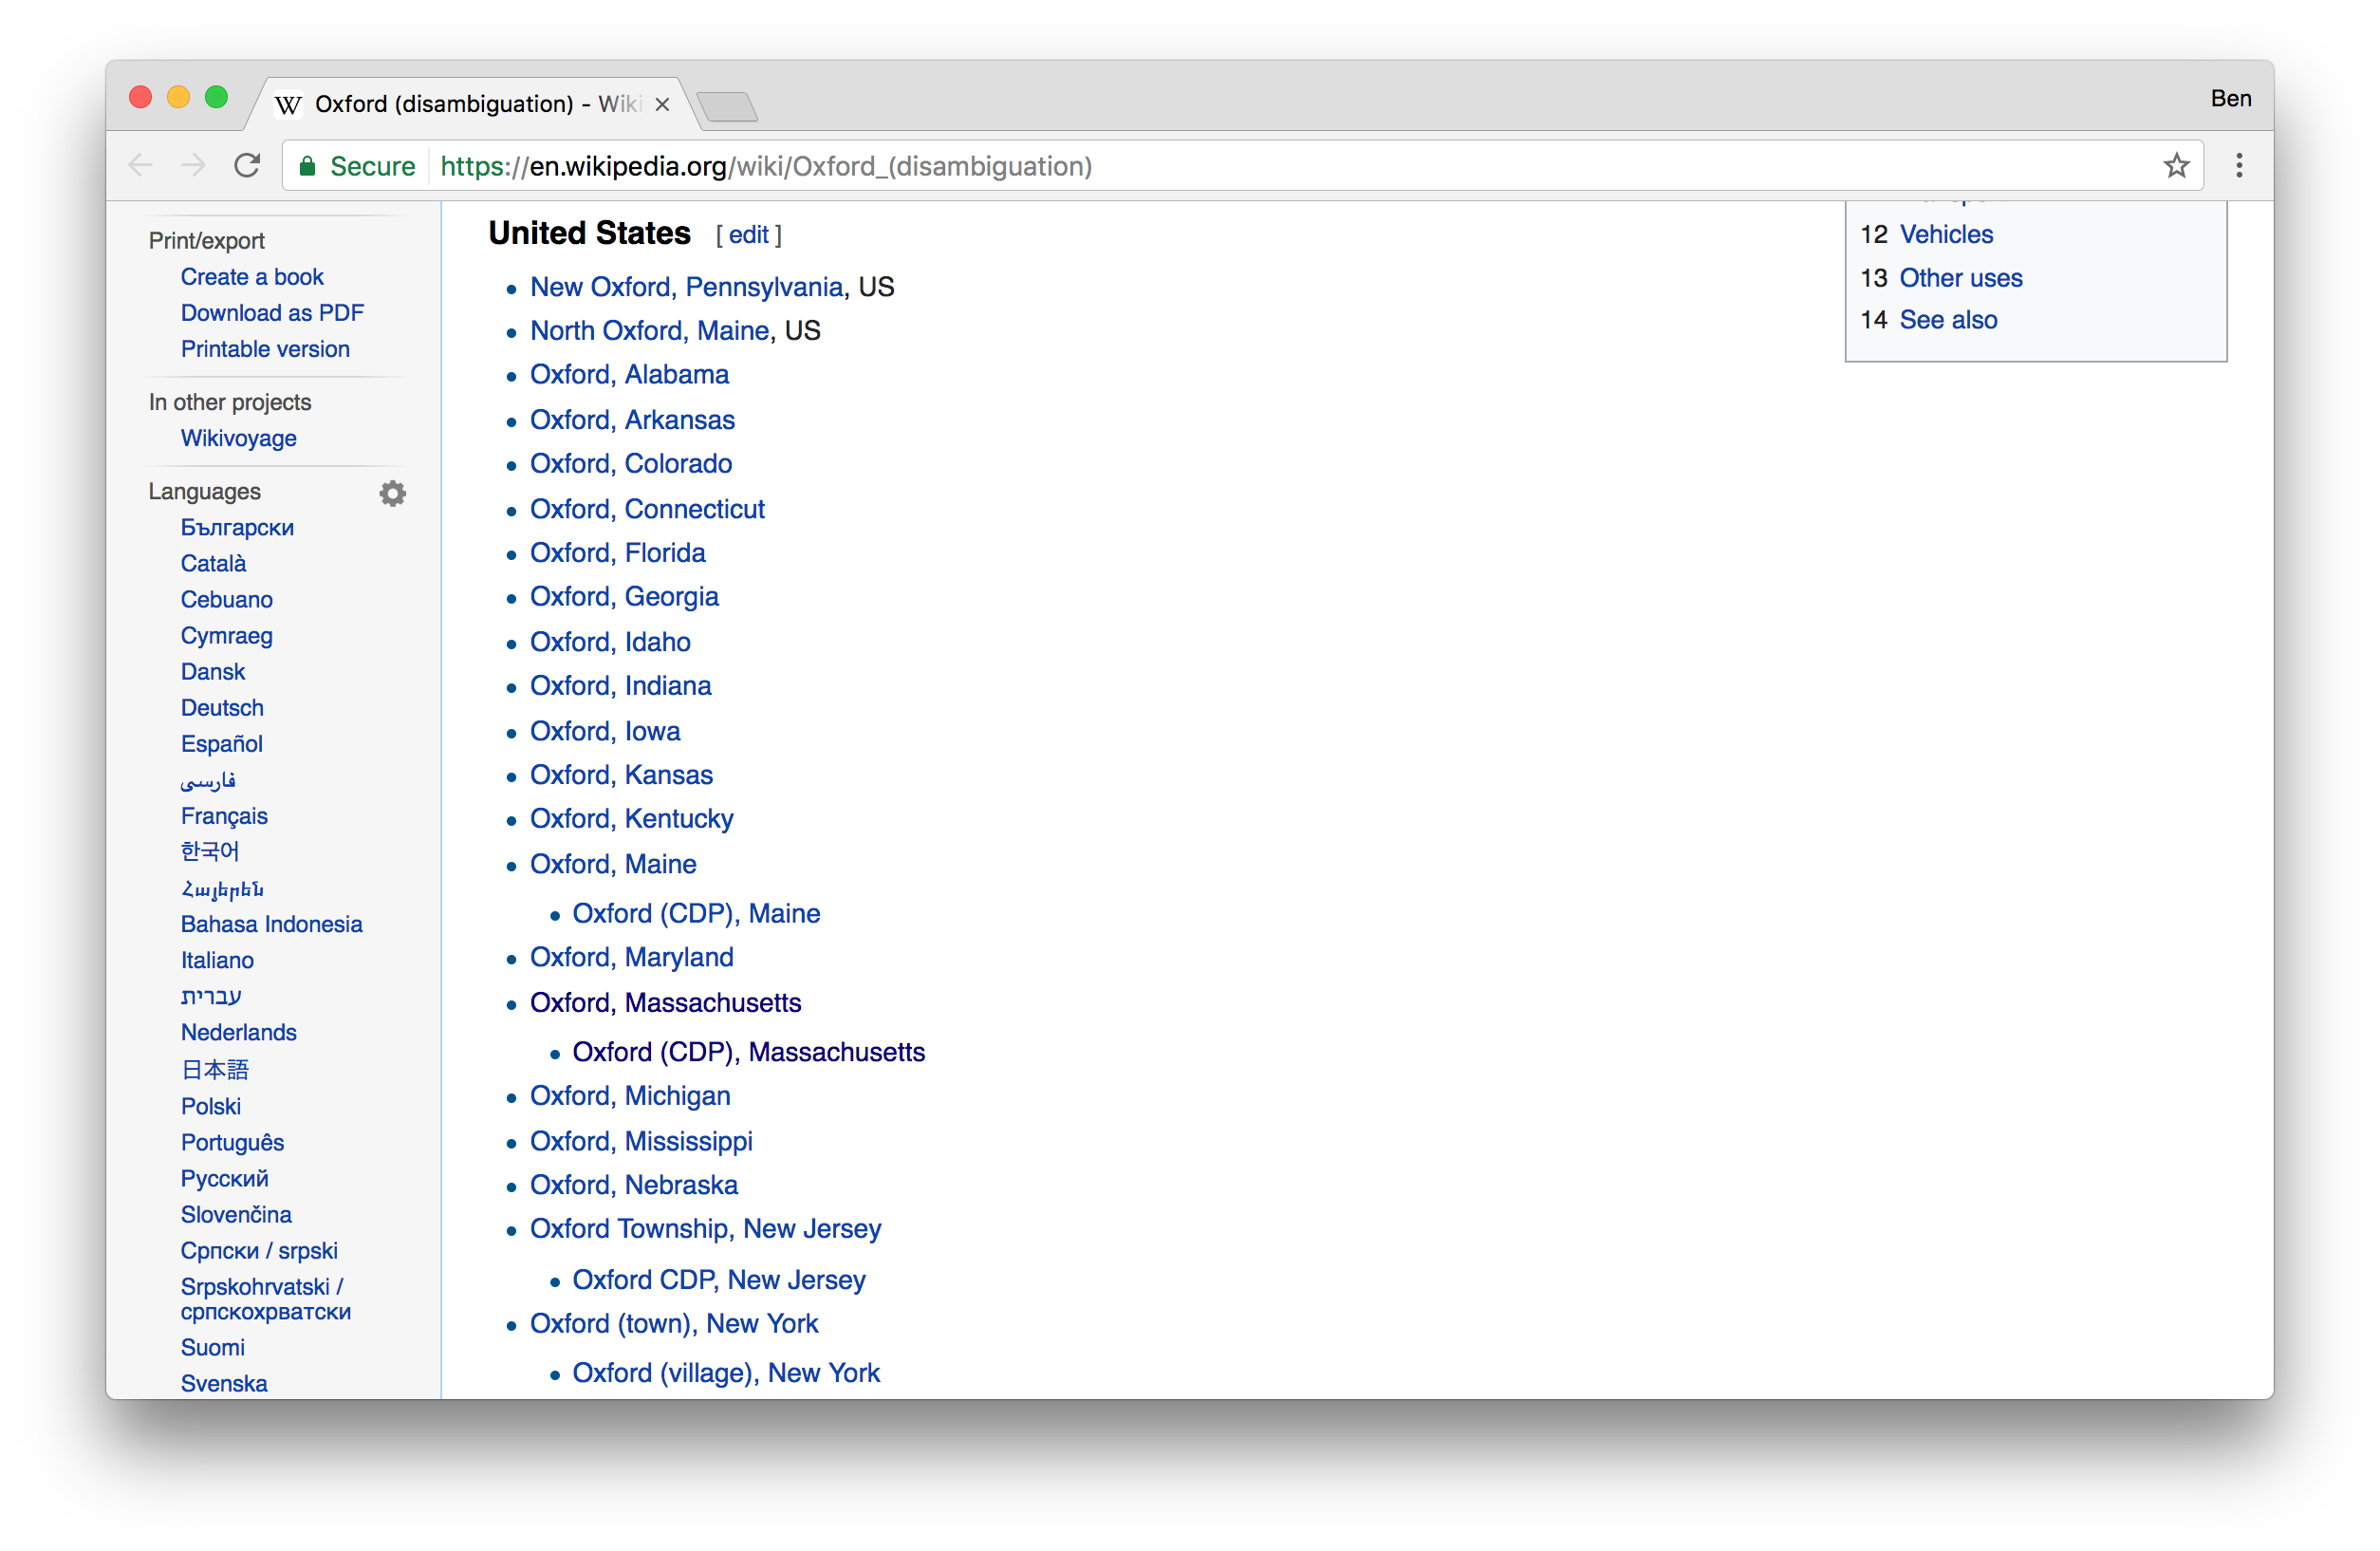 Oxford (disambiguation) - Wiki
Ben
Secure
https://en.wikipedia.org/wiki/Oxford_(disambiguation)
Print/export
Create a book
Download as PDF
Printable version
In other projects
Wikivoyage
Languages
Български
Català
Cebuano
Cymraeg
Dansk
Deutsch
Español
فارسی
Français
한국어
Հայերեն
Bahasa Indonesia
Italiano
עברית
Nederlands
日本語
Polski
Português
Русский
Slovenčina
Српски / srpski
Srpskohrvatski /
српскохрватски
Suomi
Svenska
United States [ edit ]
New Oxford, Pennsylvania, US
North Oxford, Maine, US
Oxford, Alabama
Oxford, Arkansas
Oxford, Colorado
Oxford, Connecticut
Oxford, Florida
Oxford, Georgia
Oxford, Idaho
Oxford, Indiana
Oxford, Iowa
Oxford, Kansas
Oxford, Kentucky
Oxford, Maine
Oxford (CDP), Maine
Oxford, Maryland
Oxford, Massachusetts
Oxford (CDP), Massachusetts
Oxford, Michigan
Oxford, Mississippi
Oxford, Nebraska
Oxford Township, New Jersey
Oxford CDP, New Jersey
Oxford (town), New York
Oxford (village), New York
12 Vehicles
13 Other uses
14 See also